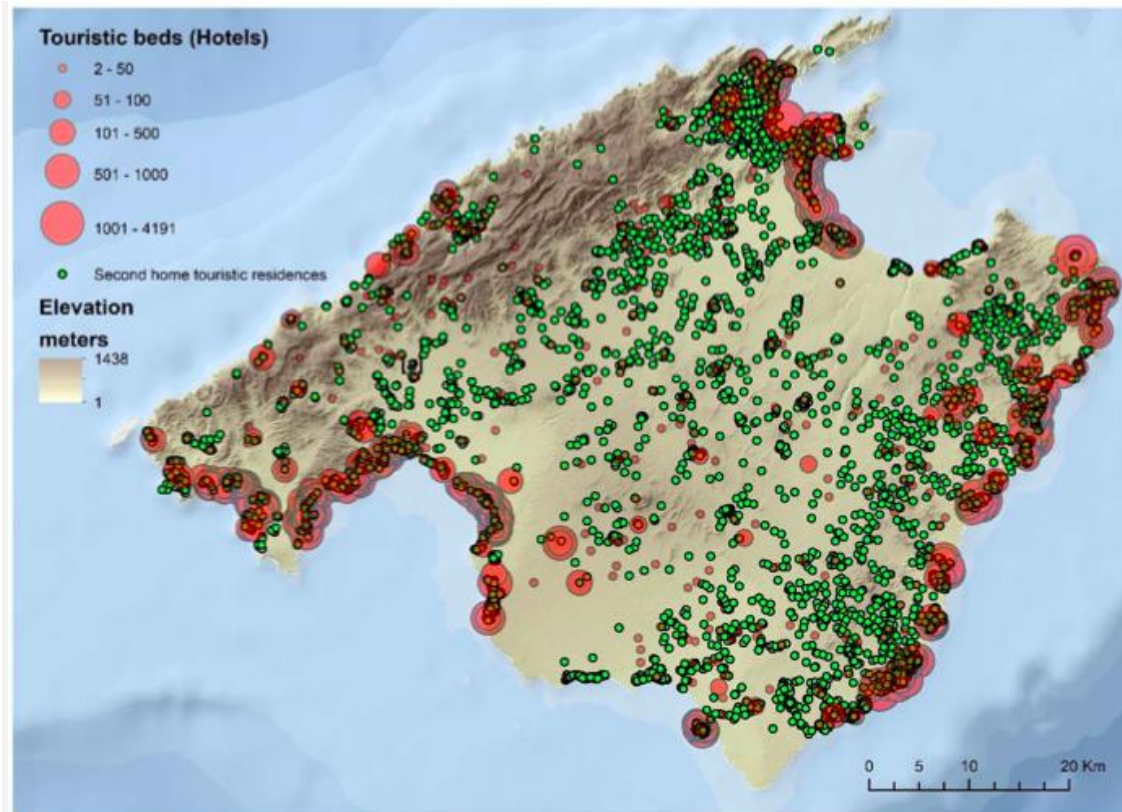 Touristic beds (Hotels)
2 - 50
51 - 100
101 - 500
501 - 1000
1001 - 4191
Second home touristic residences
Elevation
meters
1438
1
0 5 10 20 Km